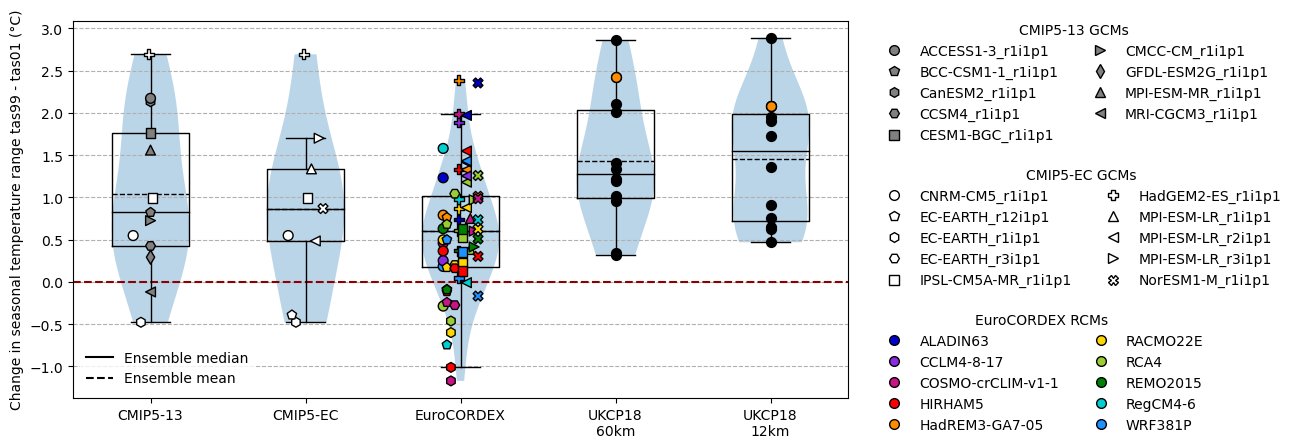 Change in seasonal temperature range tas99 - tas01 (°C)
3.0
2.5
2.0
1.5
1.0
0.5
0.0
−0.5
−1.0
Ensemble median
Ensemble mean
CMIP5-13
CMIP5-EC
EuroCORDEX
UKCP18
60km
UKCP18
12km
CMIP5-13 GCMs
ACCESS1-3_r1i1p1
BCC-CSM1-1_r1i1p1
CanESM2_r1i1p1
CCSM4_r1i1p1
CESM1-BGC_r1i1p1
CMCC-CM_r1i1p1
GFDL-ESM2G_r1i1p1
MPI-ESM-MR_r1i1p1
MRI-CGCM3_r1i1p1
CMIP5-EC GCMs
CNRM-CM5_r1i1p1
EC-EARTH_r12i1p1
EC-EARTH_r1i1p1
EC-EARTH_r3i1p1
IPSL-CM5A-MR_r1i1p1
HadGEM2-ES_r1i1p1
MPI-ESM-LR_r1i1p1
MPI-ESM-LR_r2i1p1
MPI-ESM-LR_r3i1p1
NorESM1-M_r1i1p1
EuroCORDEX RCMs
ALADIN63
CCLM4-8-17
COSMO-crCLIM-v1-1
HIRHAM5
HadREM3-GA7-05
RACMO22E
RCA4
REMO2015
RegCM4-6
WRF381P